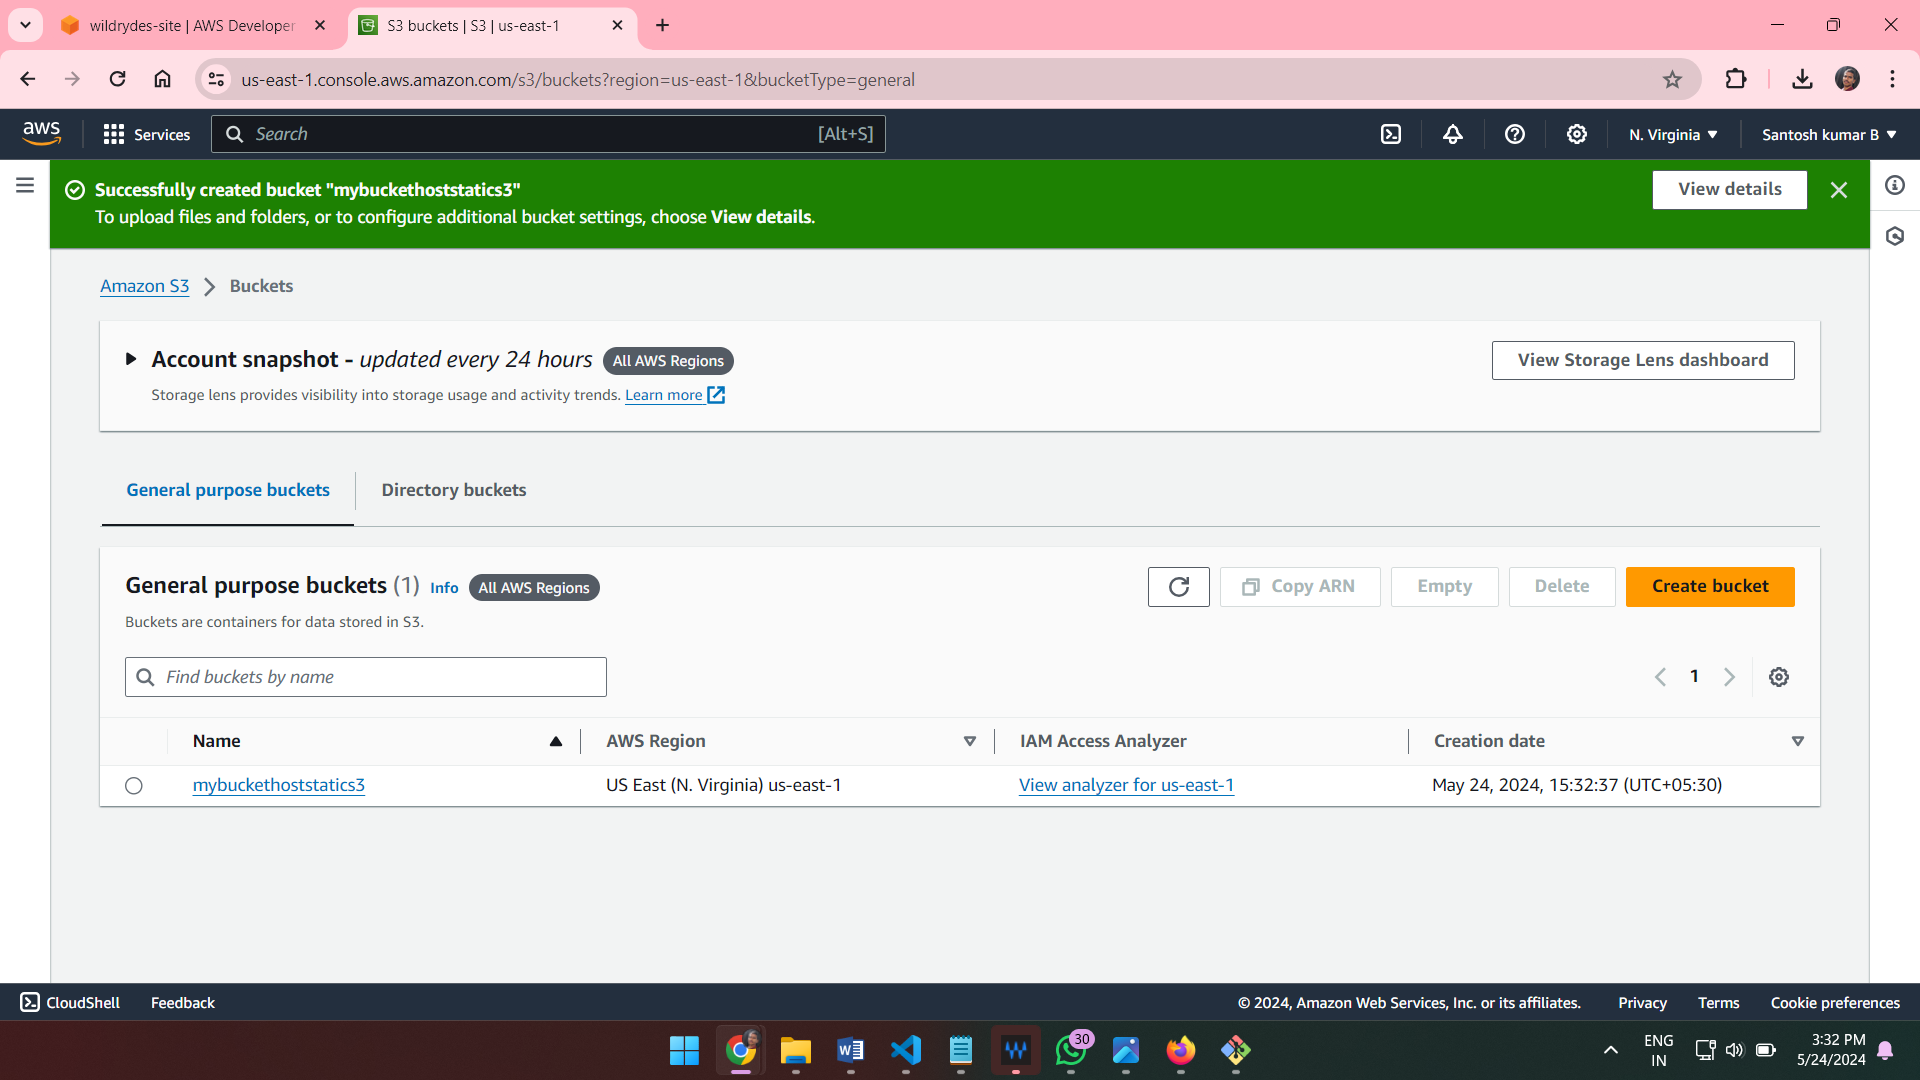 wildrydes-site | AWS Developer
S3 buckets | S3 | us-east-1
us-east-1.console.aws.amazon.com/s3/buckets?region=us-east-1&bucketType=general
aws
Services
Search
[Alt+S]
N. Virginia
Santosh kumar B
Successfully created bucket "mybuckethoststatics3"
To upload files and folders, or to configure additional bucket settings, choose View details.
View details
Amazon S3
Buckets
Account snapshot - updated every 24 hours
All AWS Regions
Storage lens provides visibility into storage usage and activity trends. Learn more
View Storage Lens dashboard
General purpose buckets
Directory buckets
General purpose buckets (1) Info
All AWS Regions
Buckets are containers for data stored in S3.
Copy ARN
Empty
Delete
Create bucket
Find buckets by name
1
Name
AWS Region
IAM Access Analyzer
Creation date
mybuckethoststatics3
US East (N. Virginia) us-east-1
View analyzer for us-east-1
May 24, 2024, 15:32:37 (UTC+05:30)
CloudShell
Feedback
© 2024, Amazon Web Services, Inc. or its affiliates.
Privacy
Terms
Cookie preferences
30
ENG
IN
3:32 PM
5/24/2024